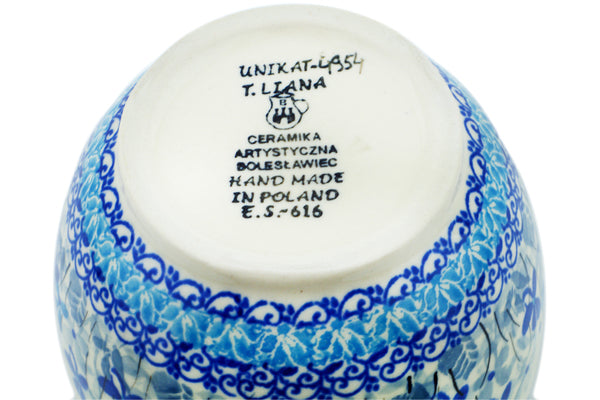 UNIKAT-4954
T. LIANA
B
CERAMIKA
ARTYSTYCZNA
BOLESŁAWIEC
HAND MADE
IN POLAND
E.S.-616